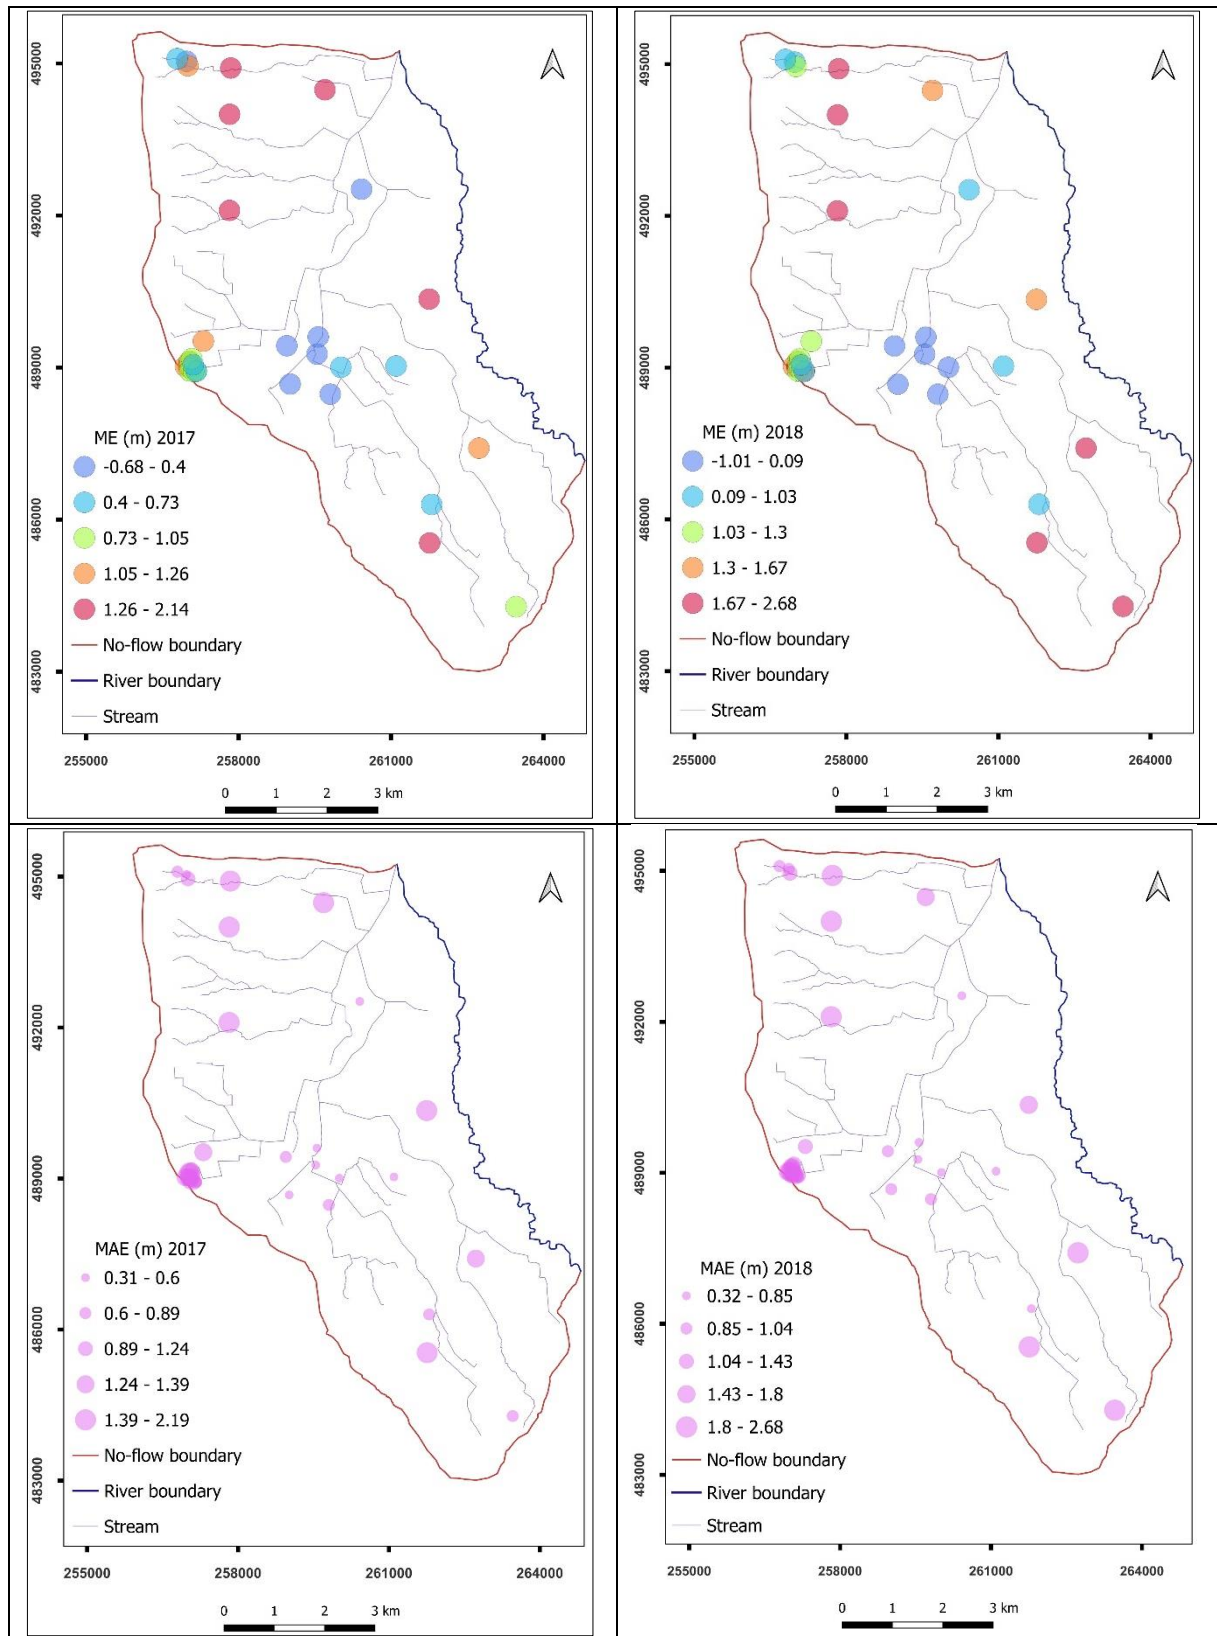 495000
492000
489000
486000
483000
ME (m) 2017
-0.68 - 0.4
0.4 - 0.73
0.73 - 1.05
1.05 - 1.26
1.26 - 2.14
No-flow boundary
River boundary
Stream
255000 258000 261000 264000
0 1 2 3 km
495000
492000
489000
486000
483000
ME (m) 2018
-1.01 - 0.09
0.09 - 1.03
1.03 - 1.3
1.3 - 1.67
1.67 - 2.68
No-flow boundary
River boundary
Stream
255000 258000 261000 264000
0 1 2 3 km
495000
492000
489000
486000
483000
MAE (m) 2017
0.31 - 0.6
0.6 - 0.89
0.89 - 1.24
1.24 - 1.39
1.39 - 2.19
No-flow boundary
River boundary
Stream
255000 258000 261000 264000
0 1 2 3 km
495000
492000
489000
486000
483000
MAE (m) 2018
0.32 - 0.85
0.85 - 1.04
1.04 - 1.43
1.43 - 1.8
1.8 - 2.68
No-flow boundary
River boundary
Stream
255000 258000 261000 264000
0 1 2 3 km